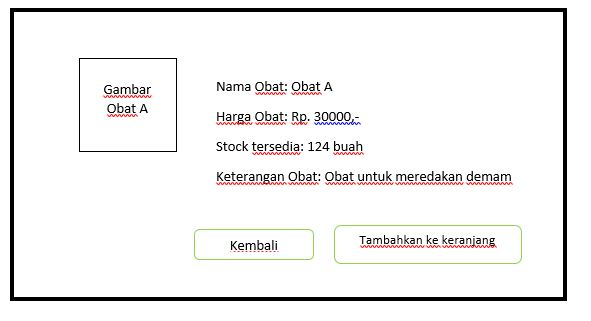 Gambar
Obat A
Nama Obat: Obat A
Harga Obat: Rp. 30000,-
Stock tersedia: 124 buah
Keterangan Obat: Obat untuk meredakan demam
Kembali
Tambahkan ke keranjang